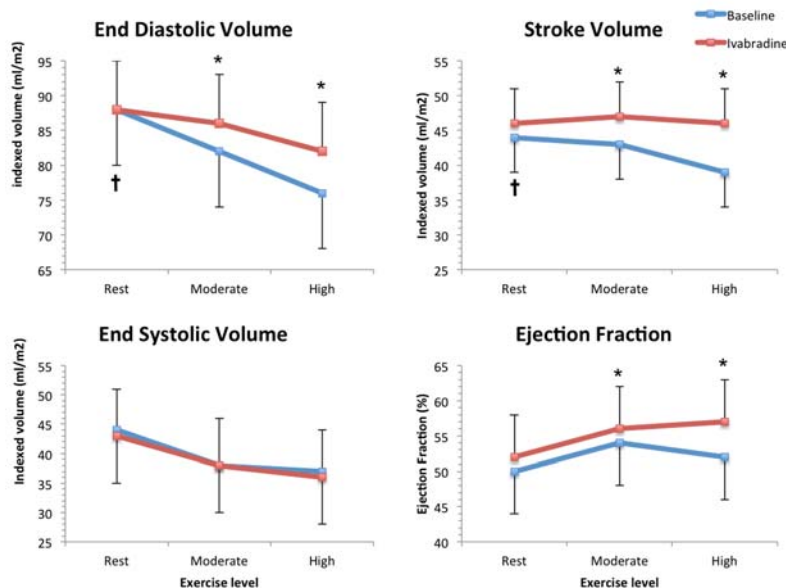 End Diastolic Volume
indexed volume (ml/m2)
95
90
85
80
75
70
65
*
*
†
Rest
Moderate
High
Stroke Volume
Baseline
Ivabradine
Indexed volume (ml/m2)
55
50
45
40
35
30
25
*
*
†
Rest
Moderate
High
End Systolic Volume
Indexed volume (ml/m2)
55
50
45
40
35
30
25
Rest
Moderate
High
Exercise level
Ejection Fraction
Ejection Fraction (%)
65
60
55
50
45
40
*
*
Rest
Moderate
High
Exercise level